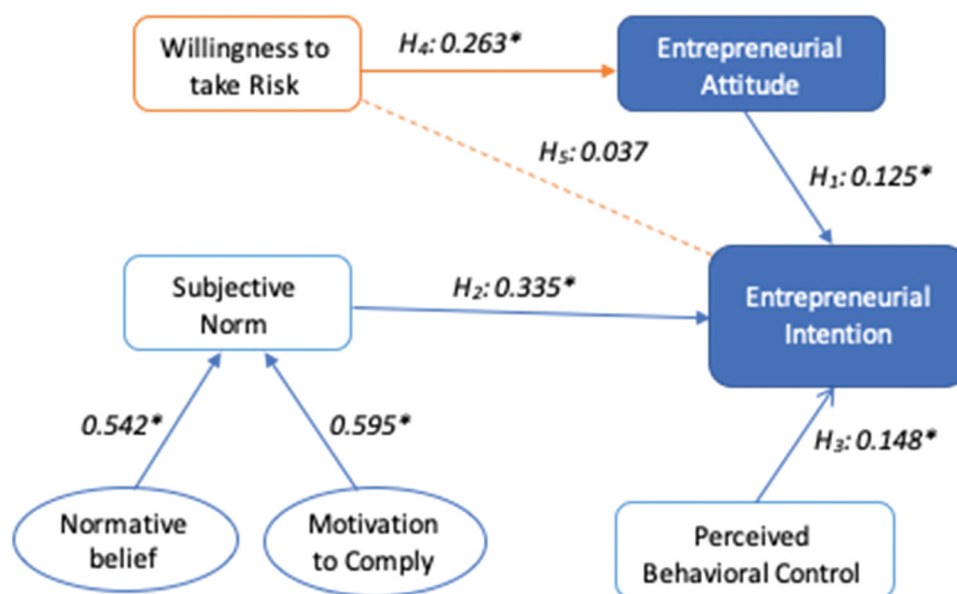 Willingness to
take Risk
H₄: 0.263*
Entrepreneurial
Attitude
H₅: 0.037
H₁: 0.125*
Subjective
Norm
H₂: 0.335*
Entrepreneurial
Intention
0.542*
0.595*
H₃: 0.148*
Normative
belief
Motivation
to Comply
Perceived
Behavioral Control